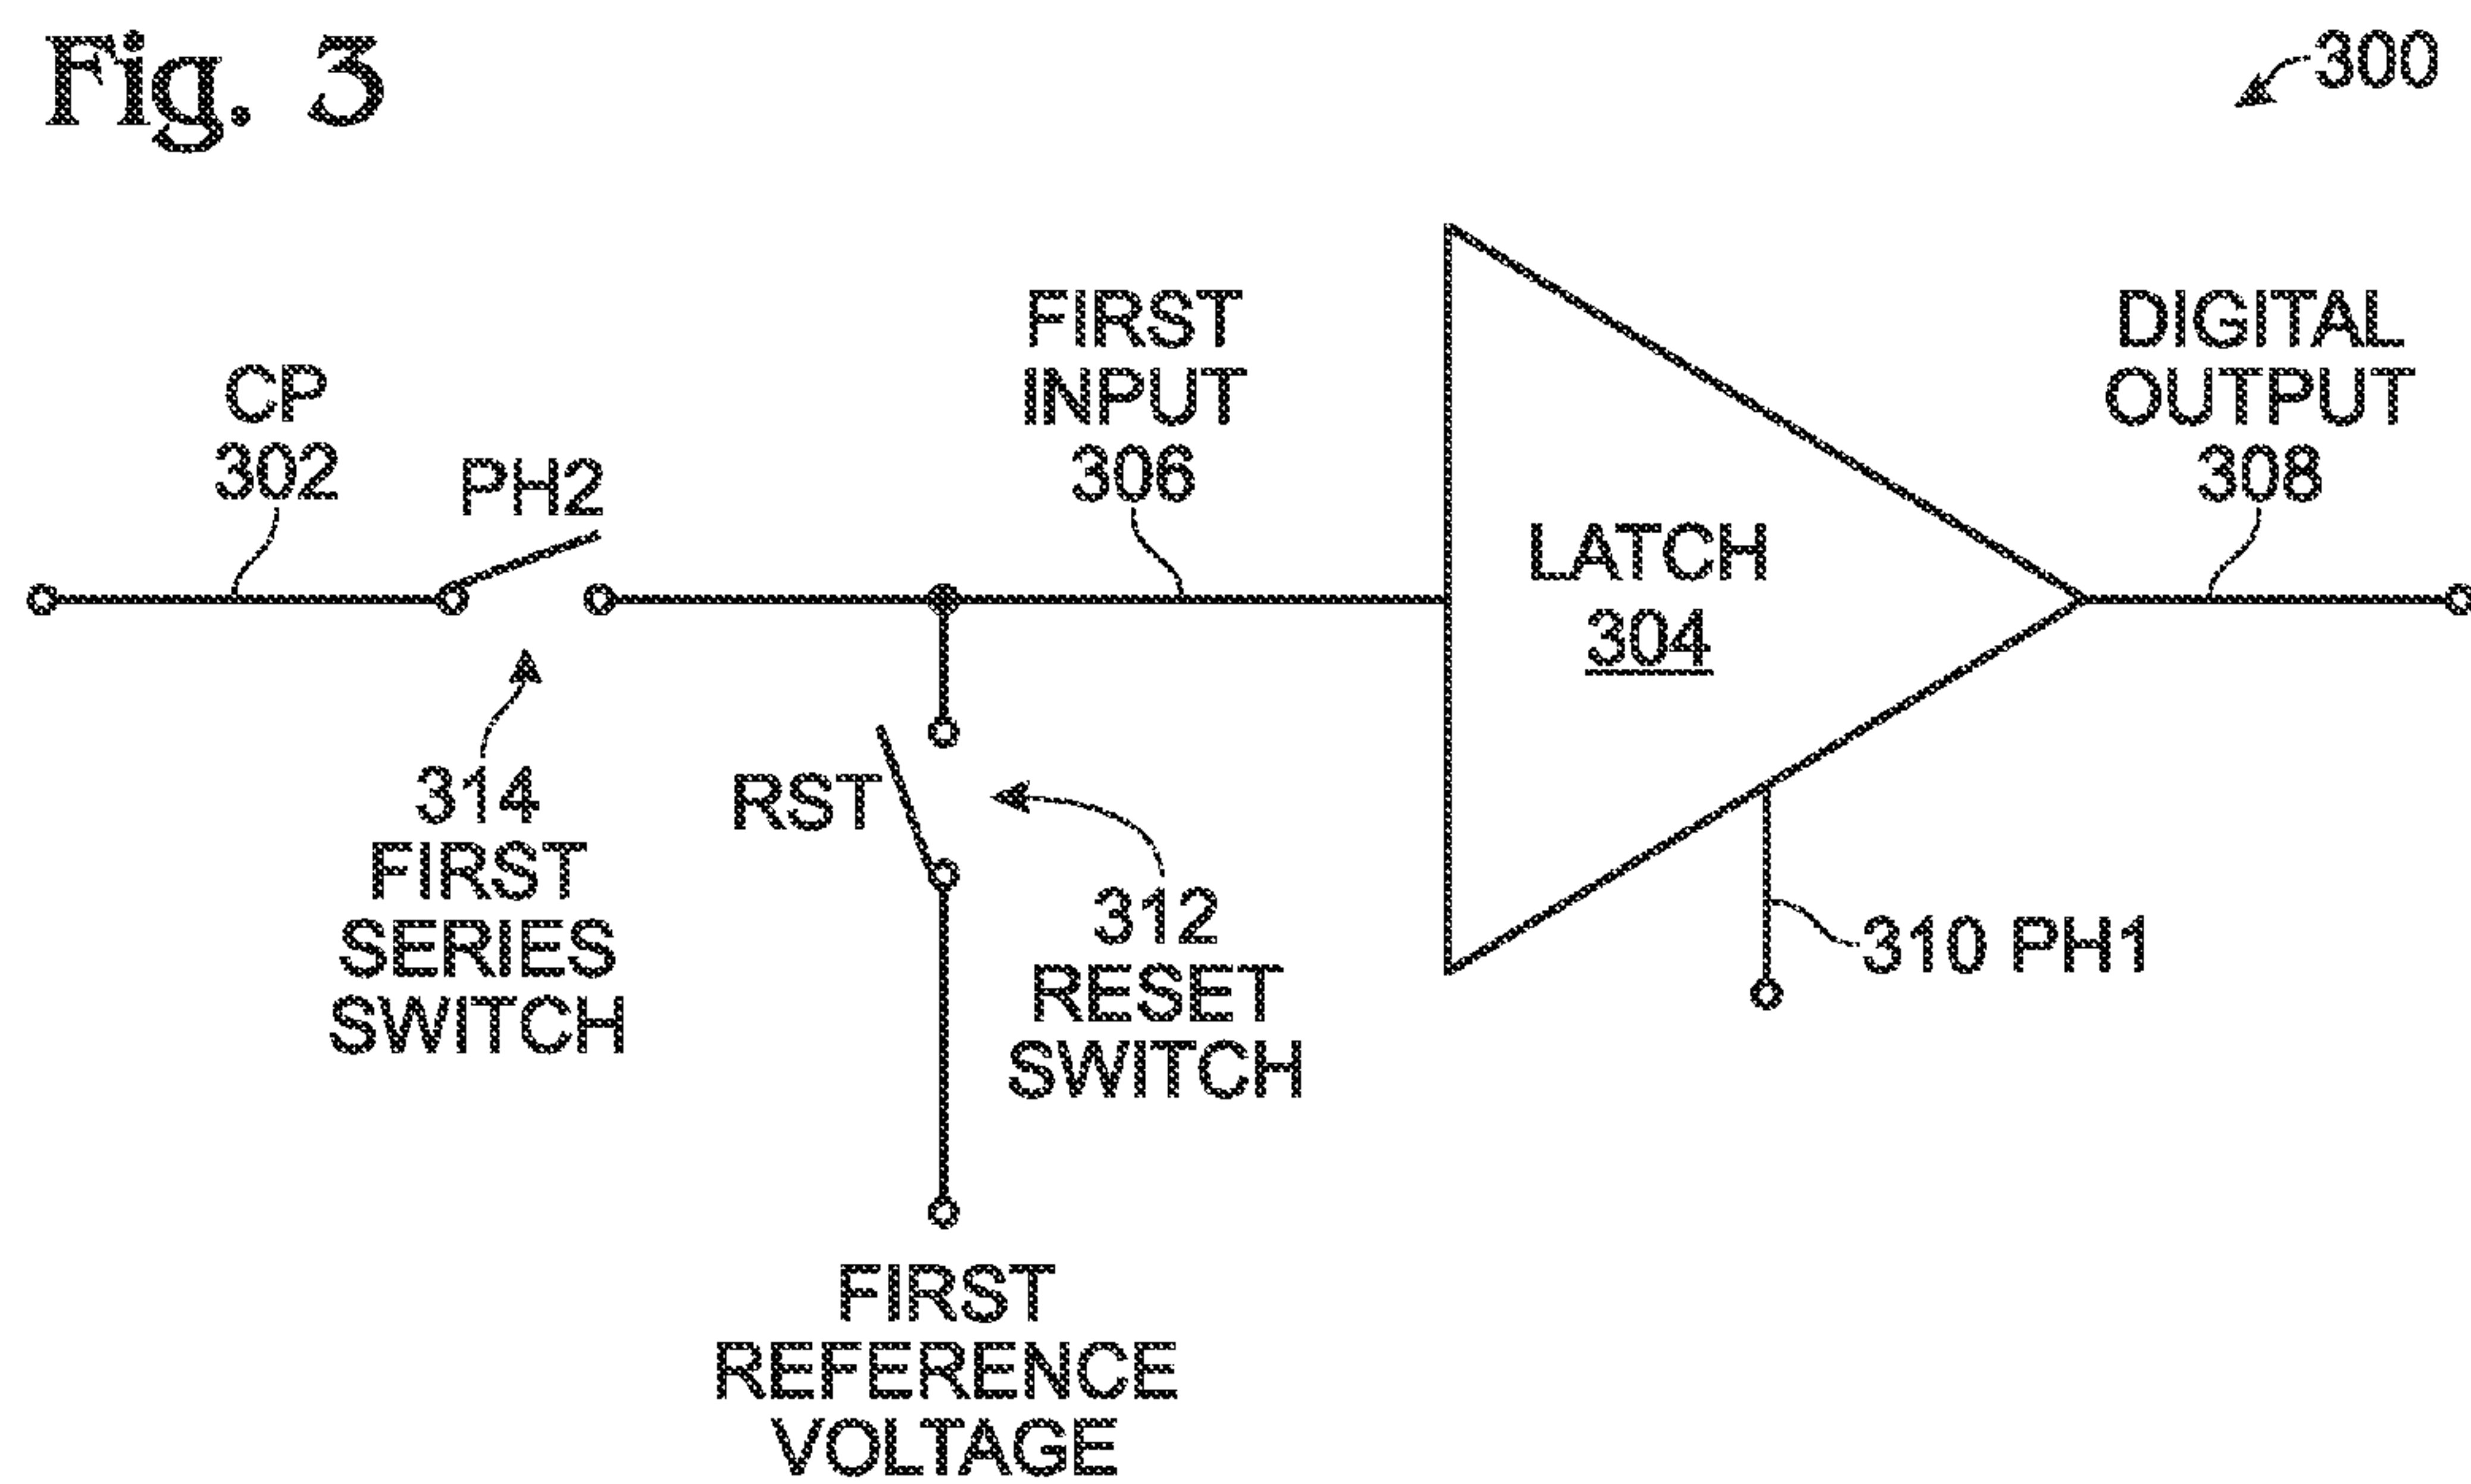 Fig. 3
300
CP
302
PH2
FIRST
INPUT
306
DIGITAL
OUTPUT
308
LATCH
304
314
FIRST
SERIES
SWITCH
RST
312
RESET
SWITCH
310 PH1
FIRST
REFERENCE
VOLTAGE